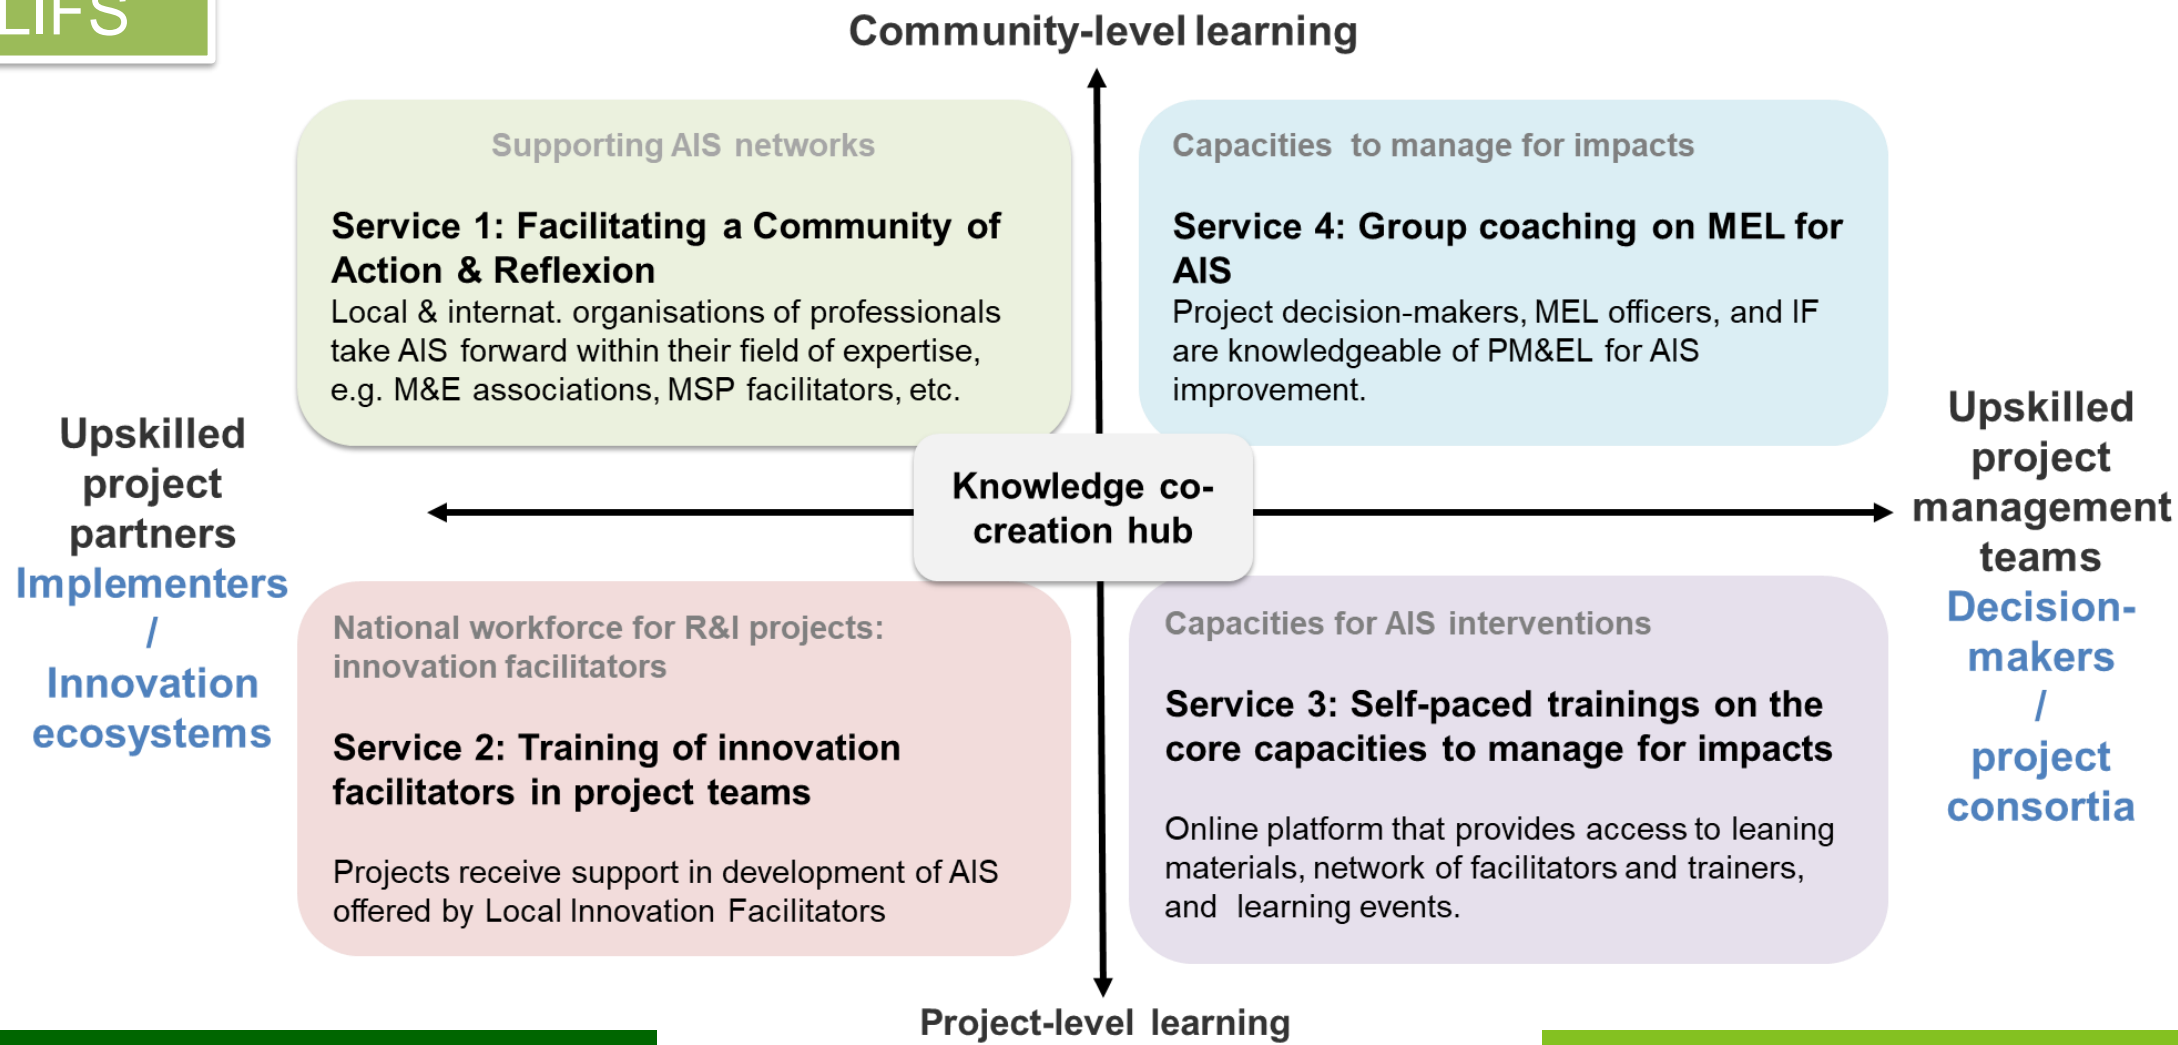 LIFS
Community-level learning
Supporting AIS networks
Service 1: Facilitating a Community of
Action & Reflexion
Local & internat. organisations of professionals
take AIS forward within their field of expertise,
e.g. M&E associations, MSP facilitators, etc.
Capacities to manage for impacts
Service 4: Group coaching on MEL for
AIS
Project decision-makers, MEL officers, and IF
are knowledgeable of PM&EL for AIS
improvement.
Upskilled
project
partners
Implementers
/
Innovation
ecosystems
Knowledge co-
creation hub
Upskilled
project
management
teams
Decision-
makers
/
project
consortia
National workforce for R&I projects:
innovation facilitators
Service 2: Training of innovation
facilitators in project teams
Projects receive support in development of AIS
offered by Local Innovation Facilitators
Capacities for AIS interventions
Service 3: Self-paced trainings on the
core capacities to manage for impacts
Online platform that provides access to leaning
materials, network of facilitators and trainers,
and learning events.
Project-level learning